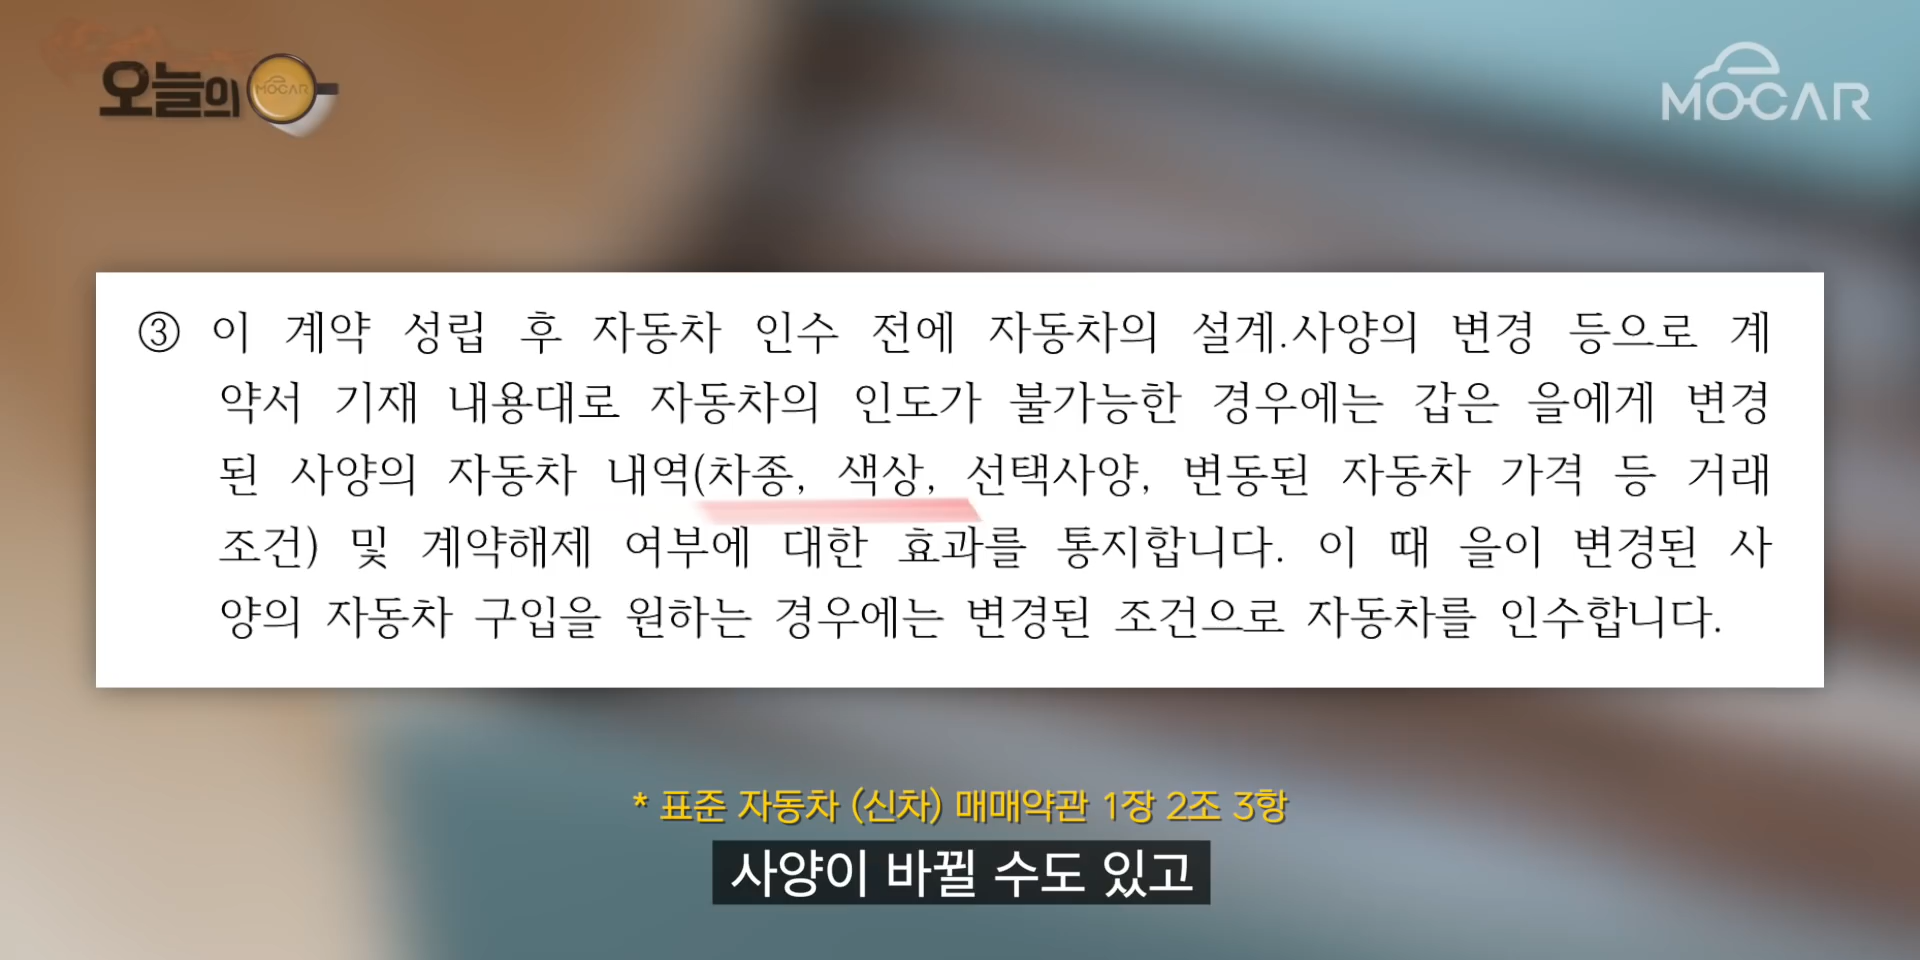 오늘의
MOCAR
MOCAR
③ 이 계약 성립 후 자동차 인수 전에 자동차의 설계.사양의 변경 등으로 계
약서 기재 내용대로 자동차의 인도가 불가능한 경우에는 갑은 을에게 변경
된 사양의 자동차 내역(차종, 색상, 선택사양, 변동된 자동차 가격 등 거래
조건) 및 계약해제 여부에 대한 효과를 통지합니다. 이 때 을이 변경된 사
양의 자동차 구입을 원하는 경우에는 변경된 조건으로 자동차를 인수합니다.
* 표준 자동차 (신차) 매매약관 1장 2조 3항
사양이 바뀔 수도 있고